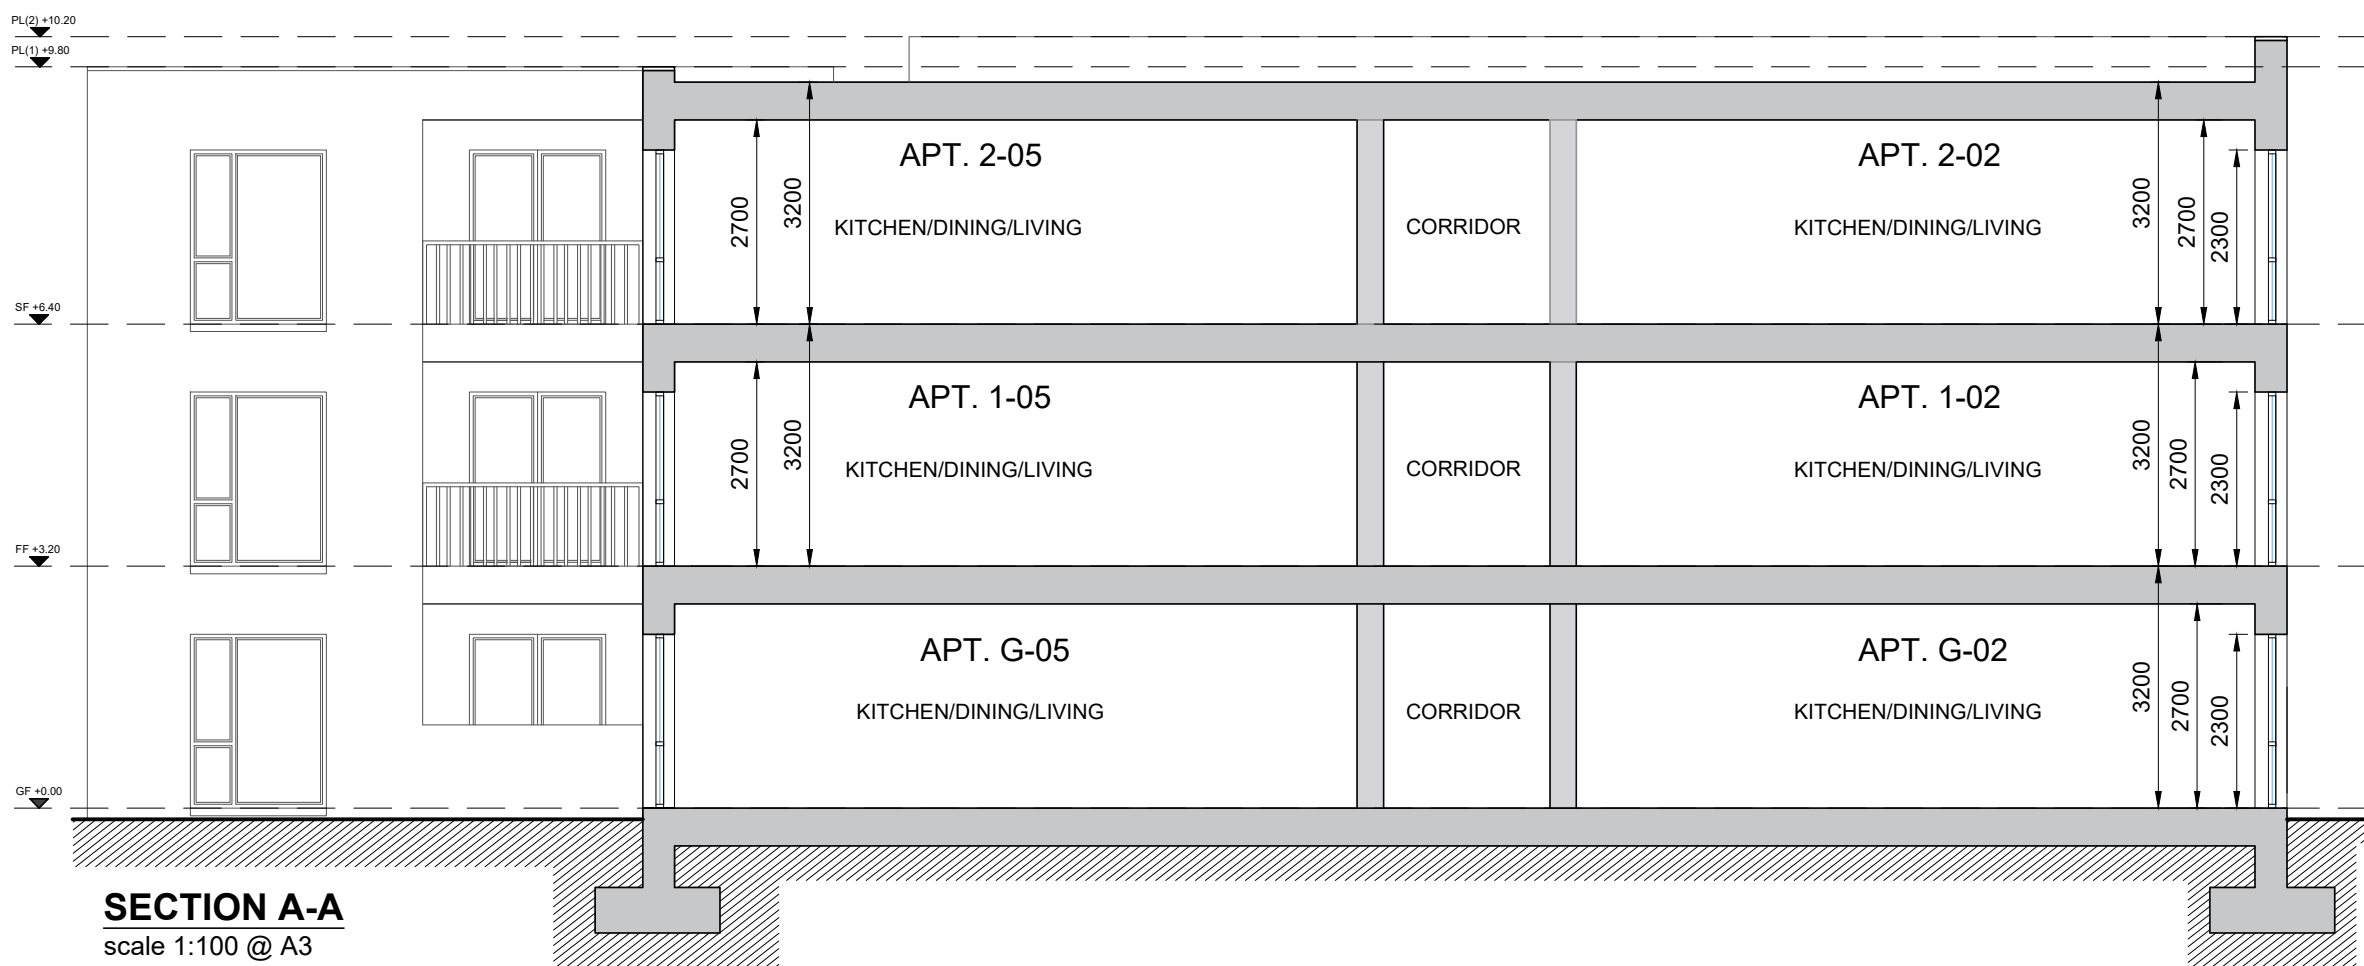 PL(2) +10.20
PL(1) +9.80
APT. 2-05
APT. 2-02
2700
3200
KITCHEN/DINING/LIVING
CORRIDOR
KITCHEN/DINING/LIVING
3200
2700
2300
SF +6.40
APT. 1-05
APT. 1-02
2700
3200
KITCHEN/DINING/LIVING
CORRIDOR
KITCHEN/DINING/LIVING
3200
2700
2300
FF +3.20
APT. G-05
APT. G-02
KITCHEN/DINING/LIVING
CORRIDOR
KITCHEN/DINING/LIVING
3200
2700
2300
GF +0.00
SECTION A-A
scale 1:100 @ A3